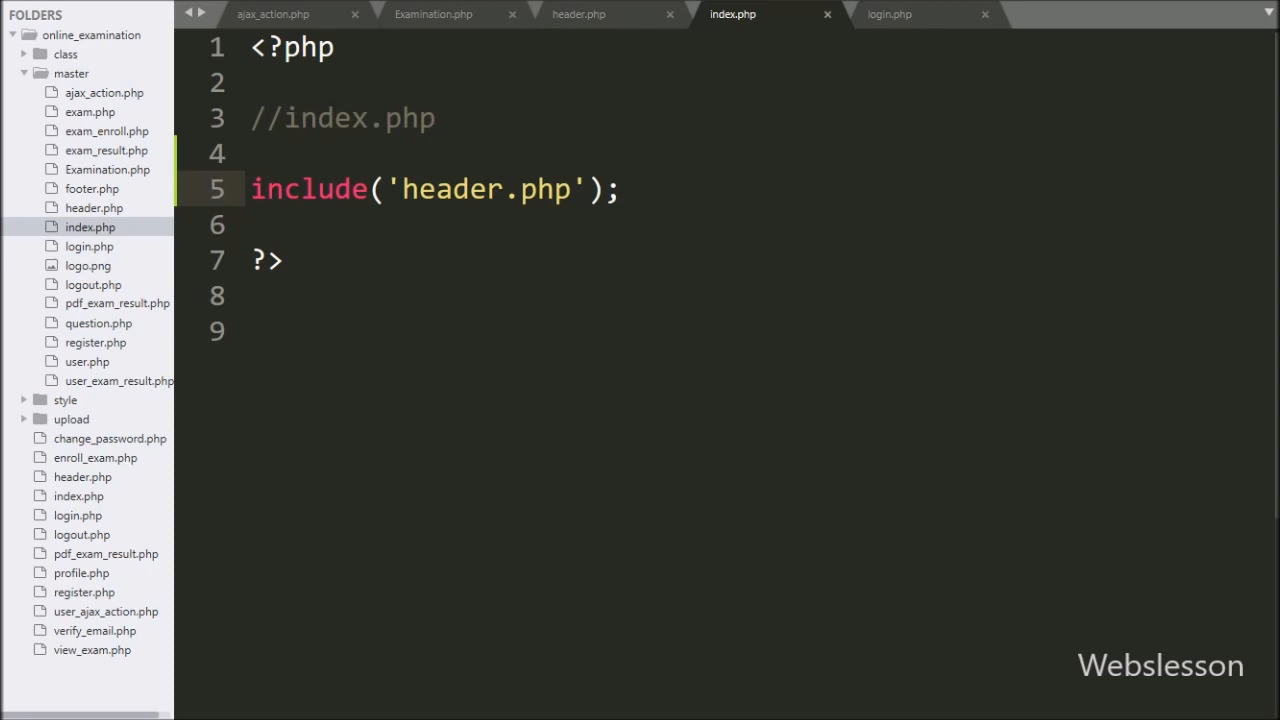 FOLDERS
online_examination
class
master
ajax_action.php
exam.php
exam_enroll.php
exam_result.php
Examination.php
footer.php
header.php
index.php
login.php
logo.png
logout.php
pdf_exam_result.php
question.php
register.php
user.php
user_exam_result.php
style
upload
change_password.php
enroll_exam.php
header.php
index.php
login.php
logout.php
pdf_exam_result.php
profile.php
register.php
user_ajax_action.php
verify_email.php
view_exam.php
ajax_action.php Examination.php header.php index.php login.php
1 <?php
2
3 //index.php
4
5 include('header.php');
6
7 ?>
8
9
Webslesson